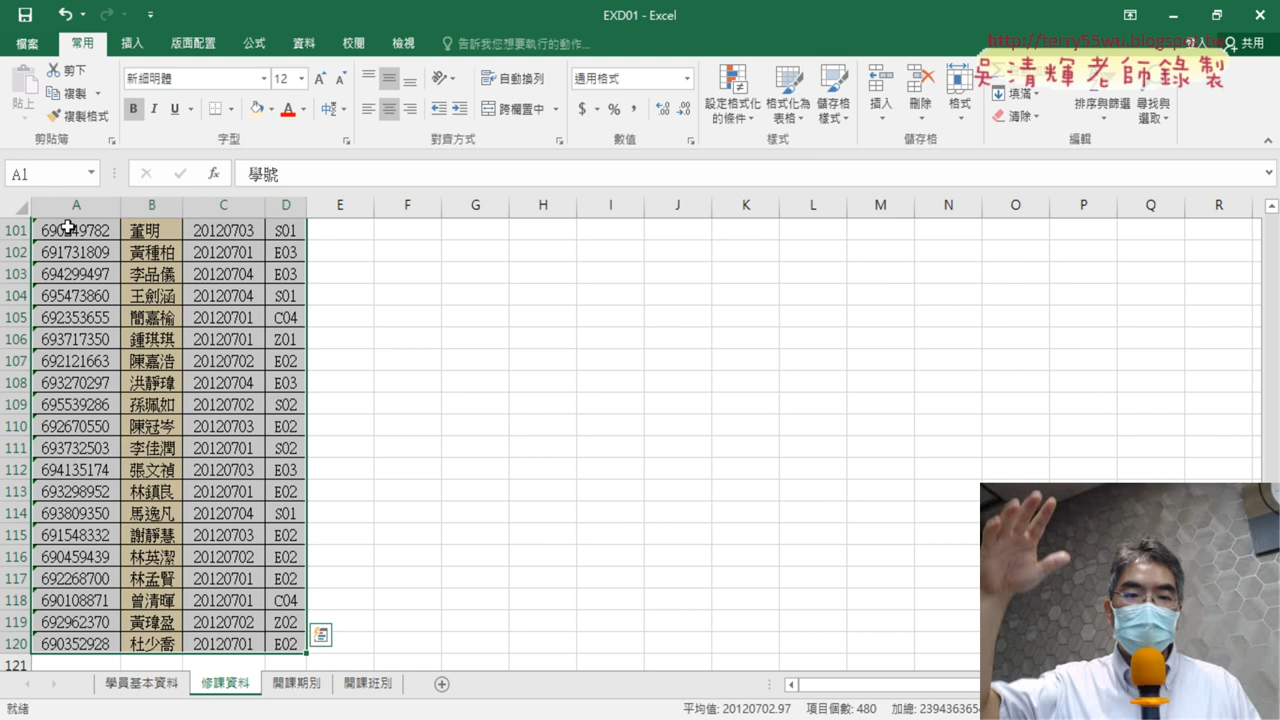 EXD01 - Excel
http://terry55wu.blogspot.tw
吳清輝老師錄製
檔案 常用 插入 版面配置 公式 資料 校閱 檢視 告訴我您想要執行的動作... 共用
貼上 剪下 複製 複製格式 剪貼簿
新細明體 12 B I U A 中 字型
自動換列 跨欄置中 對齊方式
通用格式 $ % , 數值
設定格式化的條件 格式化為表格 儲存格樣式 樣式
插入 刪除 格式 儲存格
填滿 清除 排序與篩選 尋找與選取 編輯
A1 fx 學號
A B C D E F G H I J K L M N O P Q R
101 690249782 董明 20120703 S01
102 691731809 黃種柏 20120701 E03
103 694299497 李品儀 20120704 E03
104 695473860 王劍涵 20120704 S01
105 692353655 簡嘉榆 20120701 C04
106 693717350 鍾琪琪 20120701 Z01
107 692121663 陳嘉浩 20120702 E02
108 693270297 洪靜瑋 20120704 E03
109 695539286 孫珮如 20120702 S02
110 692670550 陳冠岑 20120703 E02
111 693732503 李佳潤 20120701 S02
112 694135174 張文禎 20120703 E03
113 693298952 林鎮良 20120701 E02
114 693809350 馬逸凡 20120704 S01
115 691548332 謝靜慧 20120703 E02
116 690459439 林英潔 20120702 E02
117 692268700 林孟賢 20120701 E02
118 690108871 曾清暉 20120701 C04
119 692962370 黃瑋盈 20120701 Z02
120 690352928 杜少喬 20120701 E02
121
學員基本資料 修課資料 開課期別 開課班別
就緒 平均值: 20120702.97 項目個數: 480 加總: 2394363654